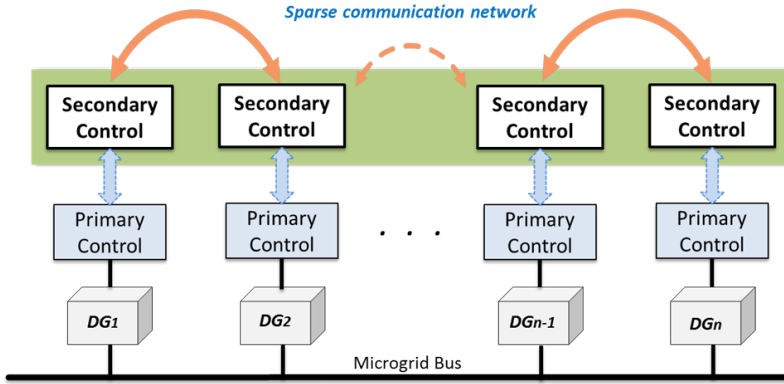 Sparse communication network
Secondary
Control
Secondary
Control
Secondary
Control
Secondary
Control
Primary
Control
Primary
Control
. . .
Primary
Control
Primary
Control
DG1
DG2
DGn-1
DGn
Microgrid Bus